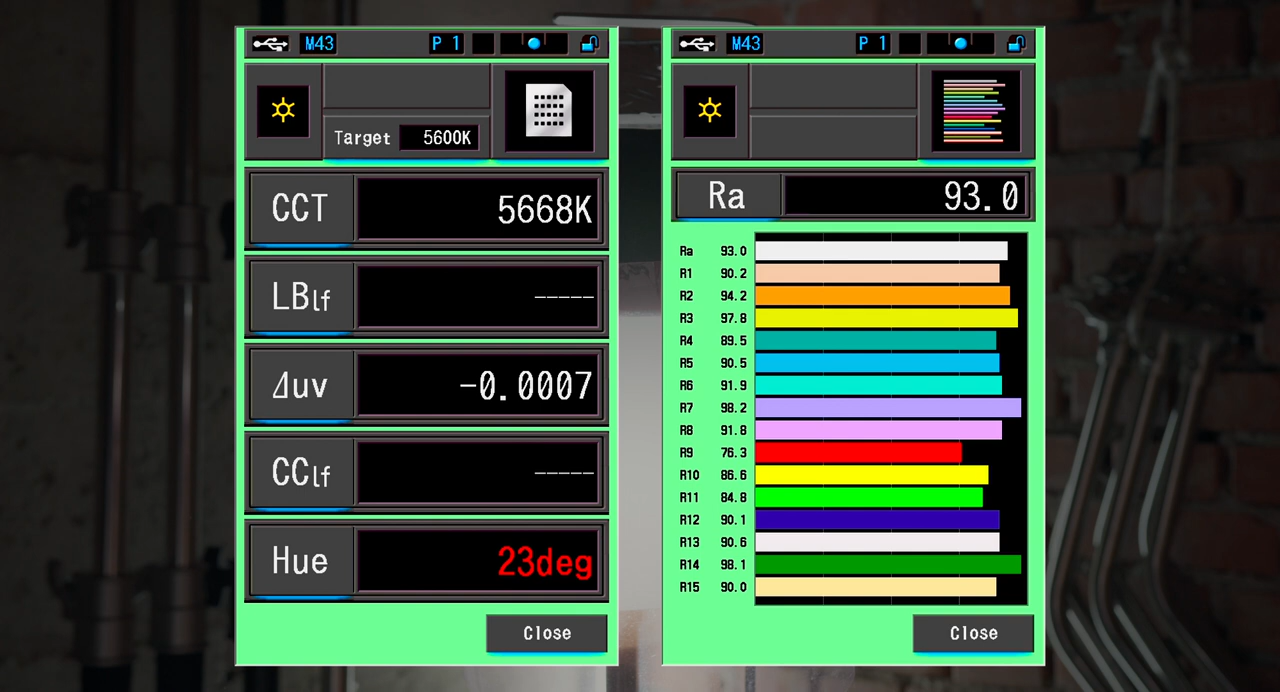 M43 P 1
Target 5600K
CCT 5668K
LBlf -----
Δuv -0.0007
CClf -----
Hue 23deg
Close
M43 P 1
Ra 93.0
Ra 93.0
R1 90.2
R2 94.2
R3 97.8
R4 89.5
R5 90.5
R6 91.9
R7 98.2
R8 91.8
R9 76.3
R10 86.6
R11 84.8
R12 90.1
R13 90.6
R14 98.1
R15 90.0
Close